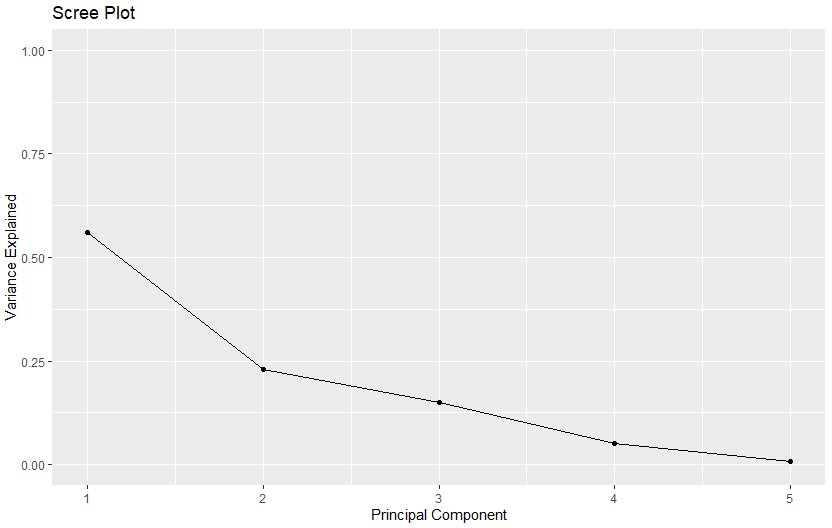 Scree Plot
Variance Explained
1.00
0.75
0.50
0.25
0.00
1 2 3 4 5
Principal Component